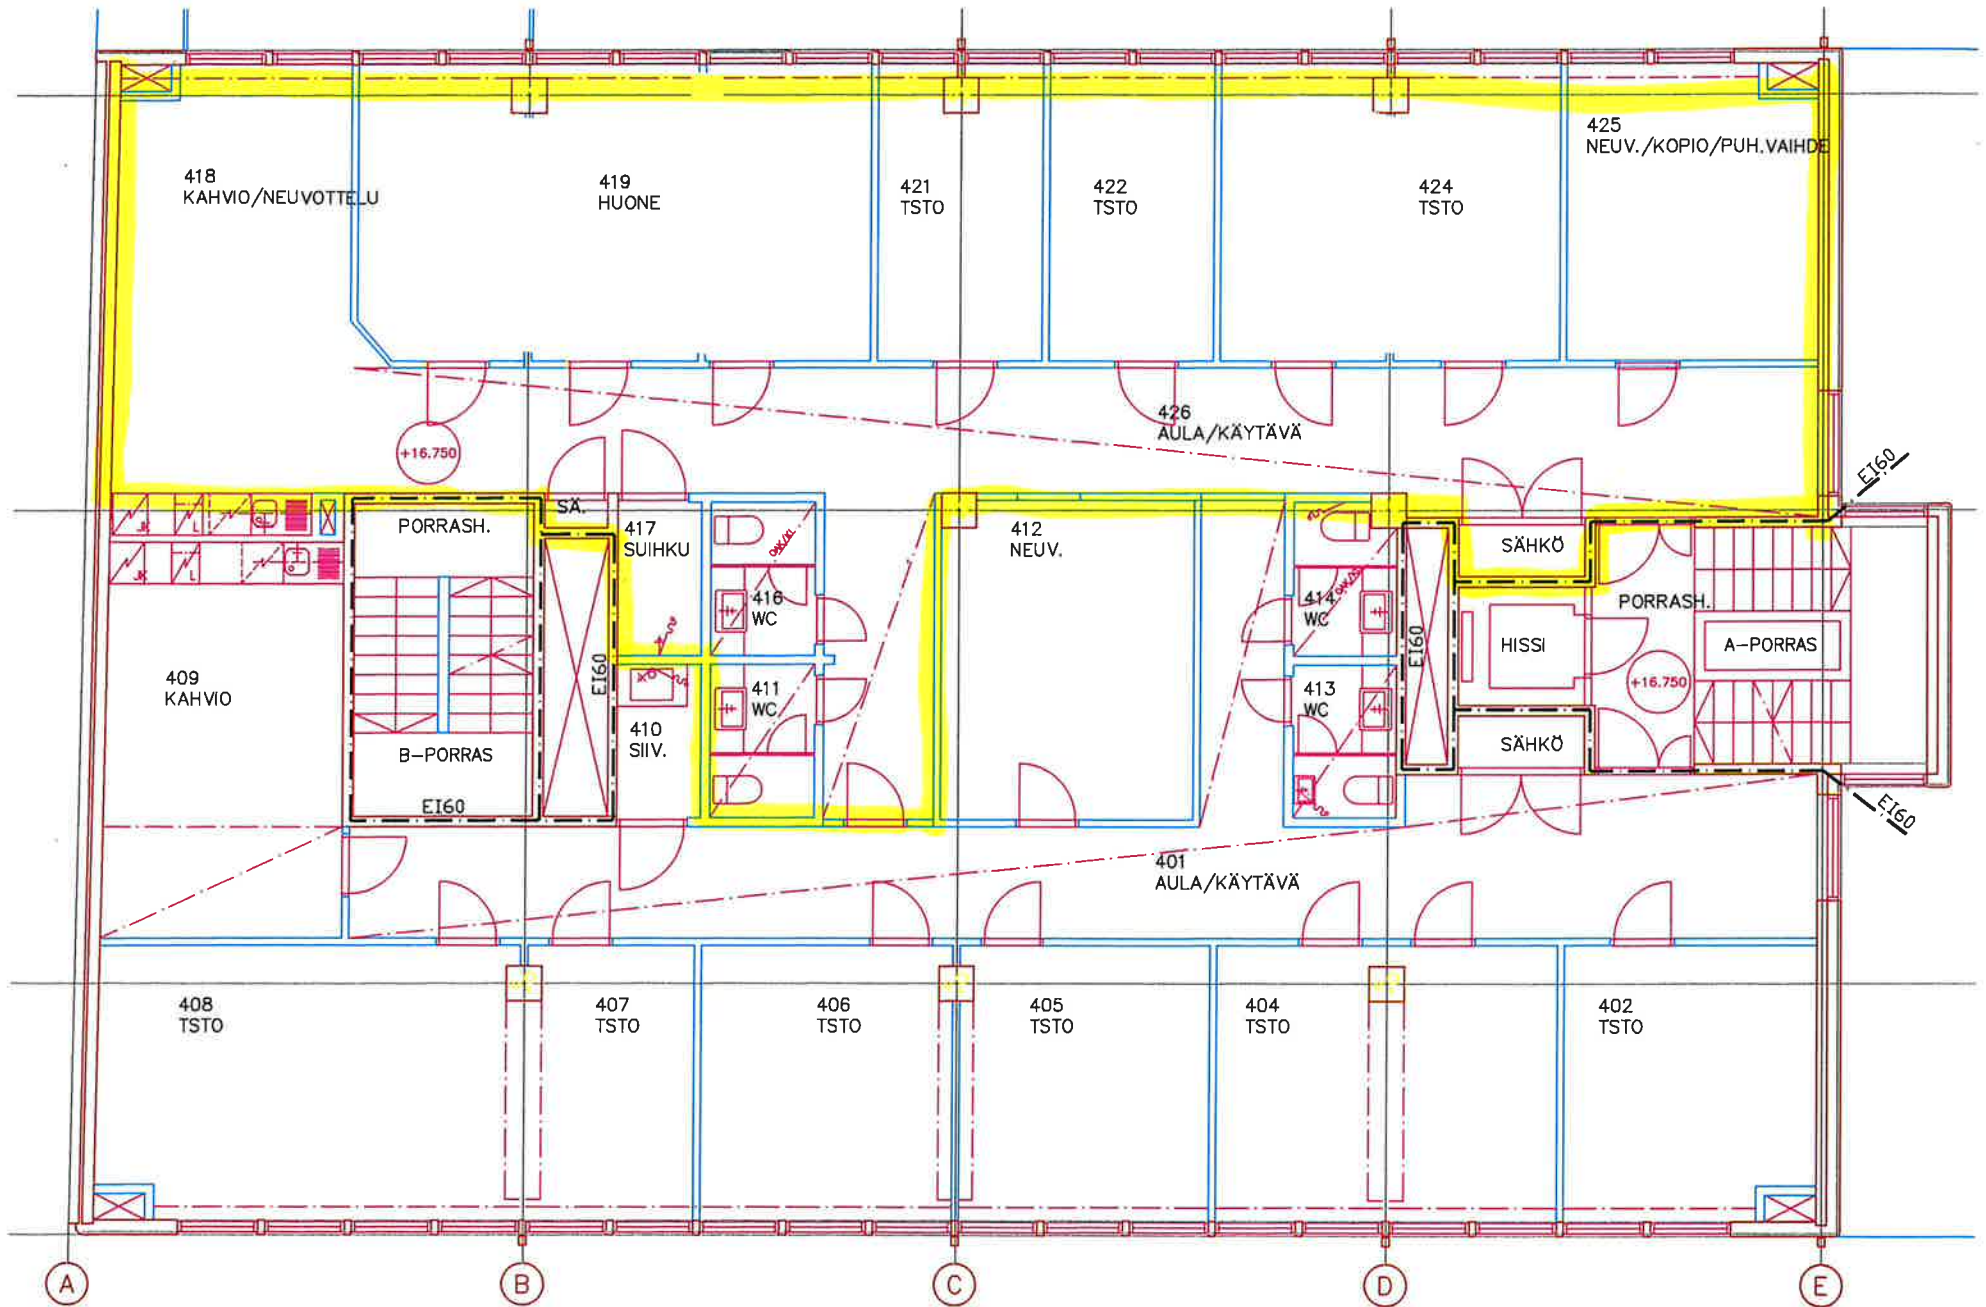 418
KAHVIO/NEUVOTTELU
419
HUONE
421
TSTO
422
TSTO
424
TSTO
425
NEUV./KOPIO/PUH.VAIHDE
426
AULA/KÄYTÄVÄ
+16.750
EI60
SÄ.
PORRASH.
417
SUIHKU
412
NEUV.
SÄHKÖ
JK
L
JK
L
416
WC
414
WC
PORRASH.
HISSI
A-PORRAS
EI60
EI60
409
KAHVIO
411
WC
413
WC
+16.750
410
SIIV.
B-PORRAS
SÄHKÖ
EI60
EI60
401
AULA/KÄYTÄVÄ
408
TSTO
407
TSTO
406
TSTO
405
TSTO
404
TSTO
402
TSTO
A
B
C
D
E